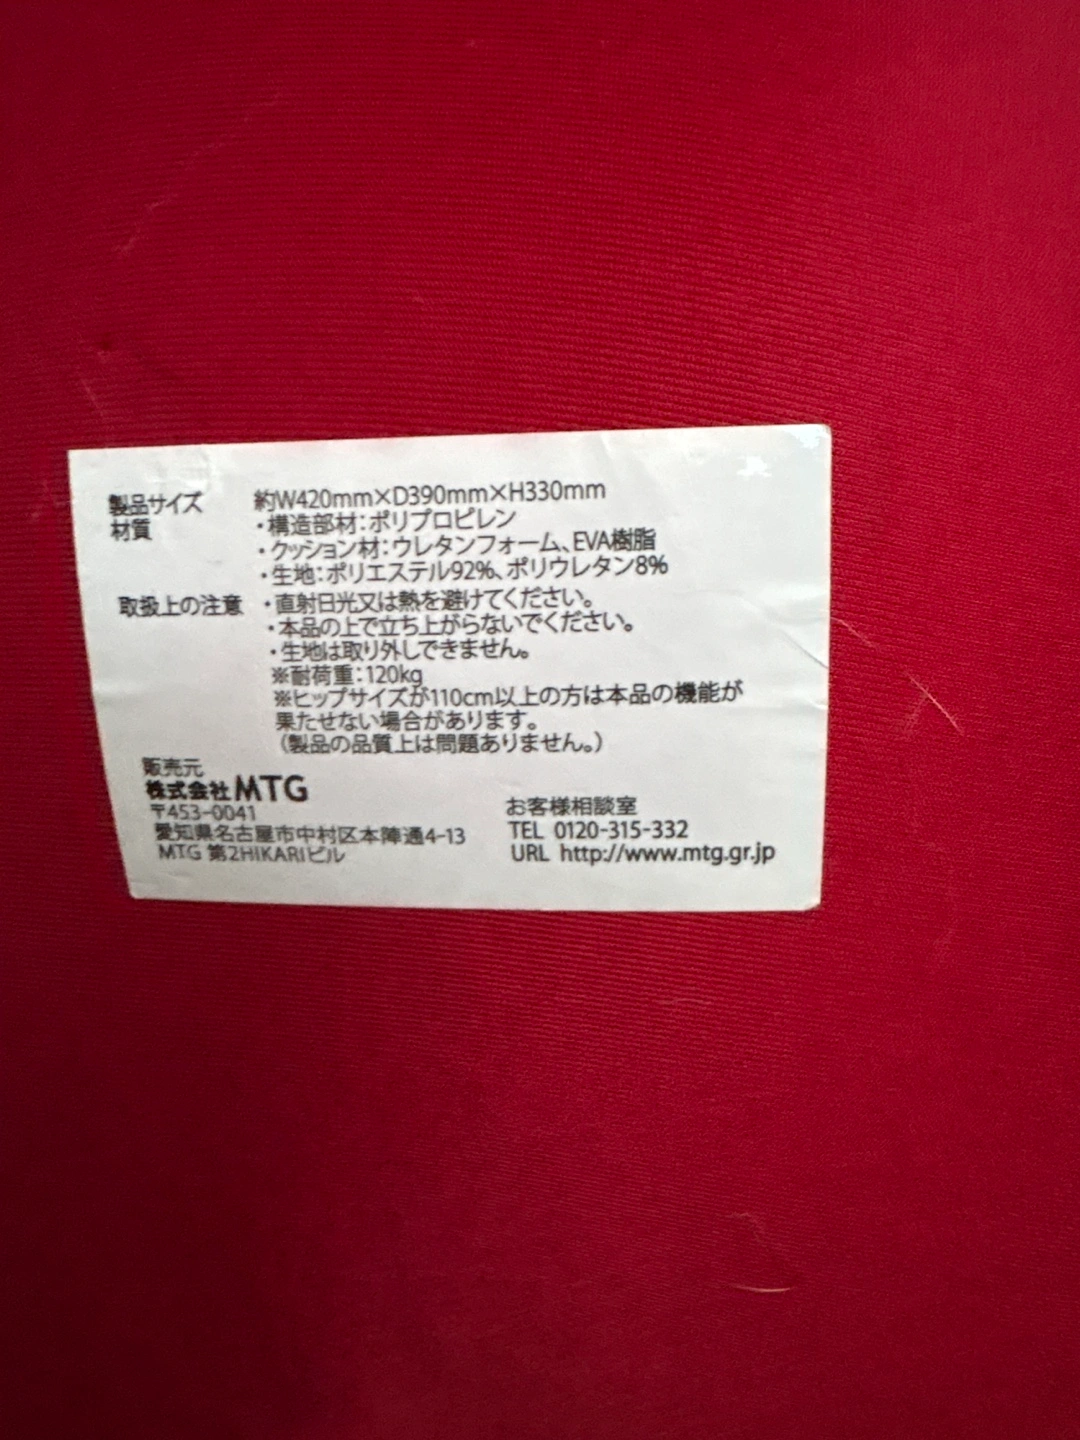 製品サイズ 約W420mm×D390mm×H330mm
材質 ・構造部材：ポリプロピレン
・クッション材：ウレタンフォーム、EVA樹脂
・生地：ポリエステル92%、ポリウレタン8%
取扱上の注意 ・直射日光又は熱を避けてください。
・本品の上で立ち上がらないでください。
・生地は取り外しできません。
※耐荷重：120kg
※ヒップサイズが110cm以上の方は本品の機能が
果たせない場合があります。
（製品の品質上は問題ありません。）
販売元
株式会社MTG
〒453-0041
愛知県名古屋市中村区本陣通4-13
MTG 第2HIKARIビル
お客様相談室
TEL 0120-315-332
URL http://www.mtg.gr.jp